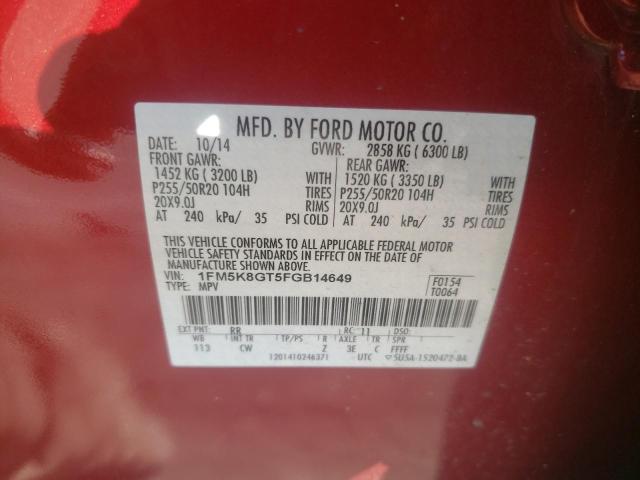 MFD. BY FORD MOTOR CO.
DATE: 10/14 GVWR: 2858 KG ( 6300 LB)
FRONT GAWR: REAR GAWR:
1452 KG ( 3200 LB) WITH 1520 KG ( 3350 LB) WITH
P255/50R20 104H TIRES P255/50R20 104H TIRES
20X9.0J RIMS 20X9.0J RIMS
AT 240 kPa/ 35 PSI COLD AT 240 kPa/ 35 PSI COLD
THIS VEHICLE CONFORMS TO ALL APPLICABLE FEDERAL MOTOR
VEHICLE SAFETY STANDARDS IN EFFECT ON THE DATE OF
MANUFACTURE SHOWN ABOVE.
VIN: 1FM5K8GT5FGB14649 F0154
TYPE: MPV T0064
EXT PNT: RR RC: 11 DSO:
WB INT TR TP/PS R AXLE TR SPR
113 CW Z 3E C FFFF
1201410246371 UTC 5U5A-1520472-BA